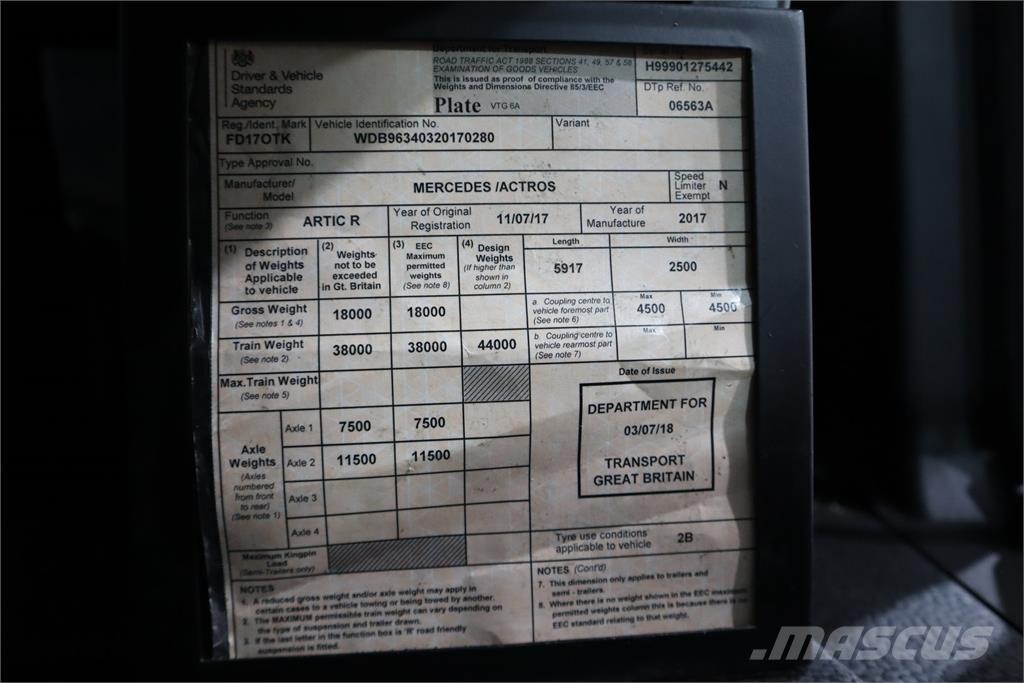 Driver & Vehicle
Standards
Agency
Department for Transport
ROAD TRAFFIC ACT 1988 SECTIONS 41, 49, 57 & 58
EXAMINATION OF GOODS VEHICLES
This is issued as proof of compliance with the
Weights and Dimensions Directive 85/3/EEC
Plate VTG 6A
H99901275442
DTp Ref. No.
06563A
Reg./Ident. Mark
FD17OTK
Vehicle Identification No.
WDB96340320170280
Variant
Type Approval No.
Manufacturer/
Model
MERCEDES /ACTROS
Speed
Limiter
Exempt
N
Function
(See note 3)
ARTIC R
Year of Original
Registration
11/07/17
Year of
Manufacture
2017
(1) Description
of Weights
Applicable
to vehicle
(2) Weights
not to be
exceeded
in Gt. Britain
(3) EEC
Maximum
permitted
weights
(See note 8)
(4) Design
Weights
(If higher than
shown in
column 2)
Length
5917
Width
2500
Gross Weight
(See notes 1 & 4)
18000
18000
a. Coupling centre to
vehicle foremost part
(See note 6)
Max
4500
Min
4500
Train Weight
(See note 2)
38000
38000
44000
b. Coupling centre to
vehicle rearmost part
(See note 7)
Max
Min
Max.Train Weight
(See note 5)
Date of Issue
DEPARTMENT FOR
03/07/18
TRANSPORT
GREAT BRITAIN
Axle
Weights
(Axles
numbered
from front
to rear)
(See note 1)
Axle 1
7500
7500
Axle 2
11500
11500
Axle 3
Axle 4
Maximum Kingpin
Load
(Semi-Trailers only)
Tyre use conditions
applicable to vehicle
2B
NOTES
1. A reduced gross weight and/or axle weight may apply in
certain cases to a vehicle towing or being towed by another.
2. The MAXIMUM permissible train weight can vary depending on
the type of suspension and trailer drawn.
3. If the last letter in the function box is 'R' road friendly
suspension is fitted.
NOTES (Cont'd)
7. This dimension only applies to trailers and
semi - trailers.
8. Where there is no weight shown in the EEC maximum
permitted weights column this is because there is no
EEC standard relating to that weight.
.MASCUS